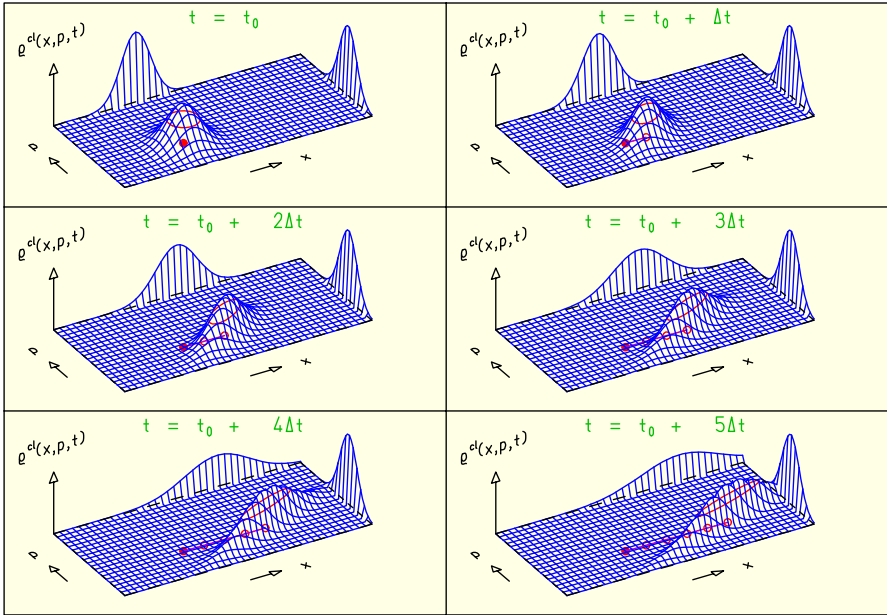 t = t₀
ϱᶜˡ(x,p,t)
p
x
t = t₀ + Δt
ϱᶜˡ(x,p,t)
p
x
t = t₀ + 2Δt
ϱᶜˡ(x,p,t)
p
x
t = t₀ + 3Δt
ϱᶜˡ(x,p,t)
p
x
t = t₀ + 4Δt
ϱᶜˡ(x,p,t)
p
x
t = t₀ + 5Δt
ϱᶜˡ(x,p,t)
p
x